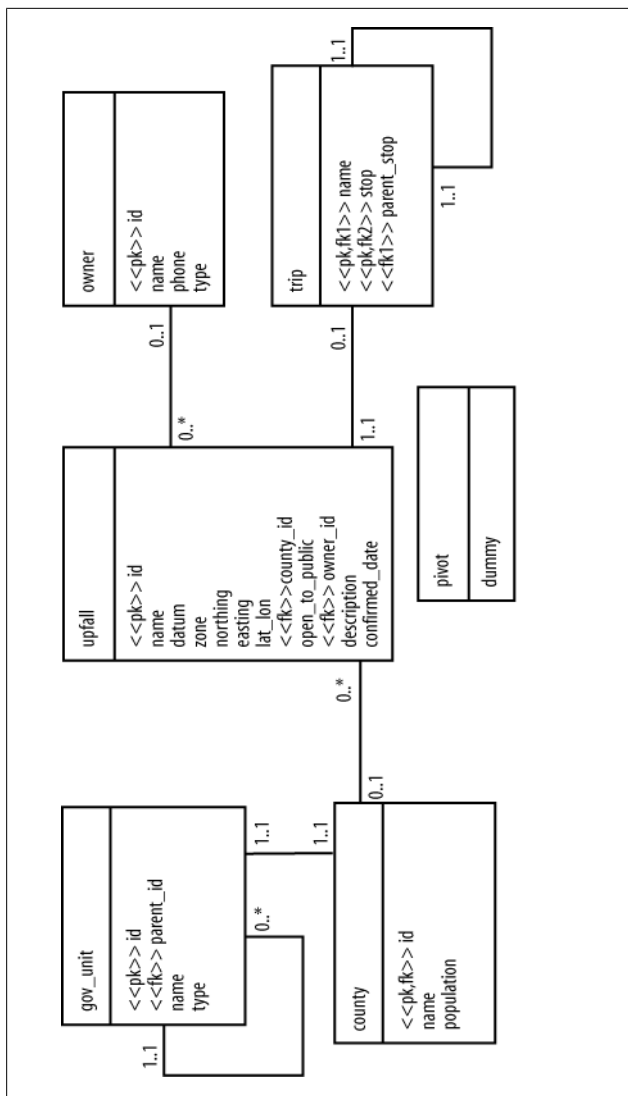 gov_unit
<<pk>> id
<<fk>> parent_id
name
type
1..1
0..*
1..1
1..1
county
<<pk,fk>> id
name
population
0..1
0..*
upfall
<<pk>> id
name
datum
zone
northing
easting
lat_lon
<<fk>>county_id
open_to_public
<<fk>> owner_id
description
confirmed_date
0..*
0..1
1..1
0..1
owner
<<pk>> id
name
phone
type
trip
<<pk,fk1>> name
<<pk,fk2>> stop
<<fk1>> parent_stop
1..1
1..1
pivot
dummy